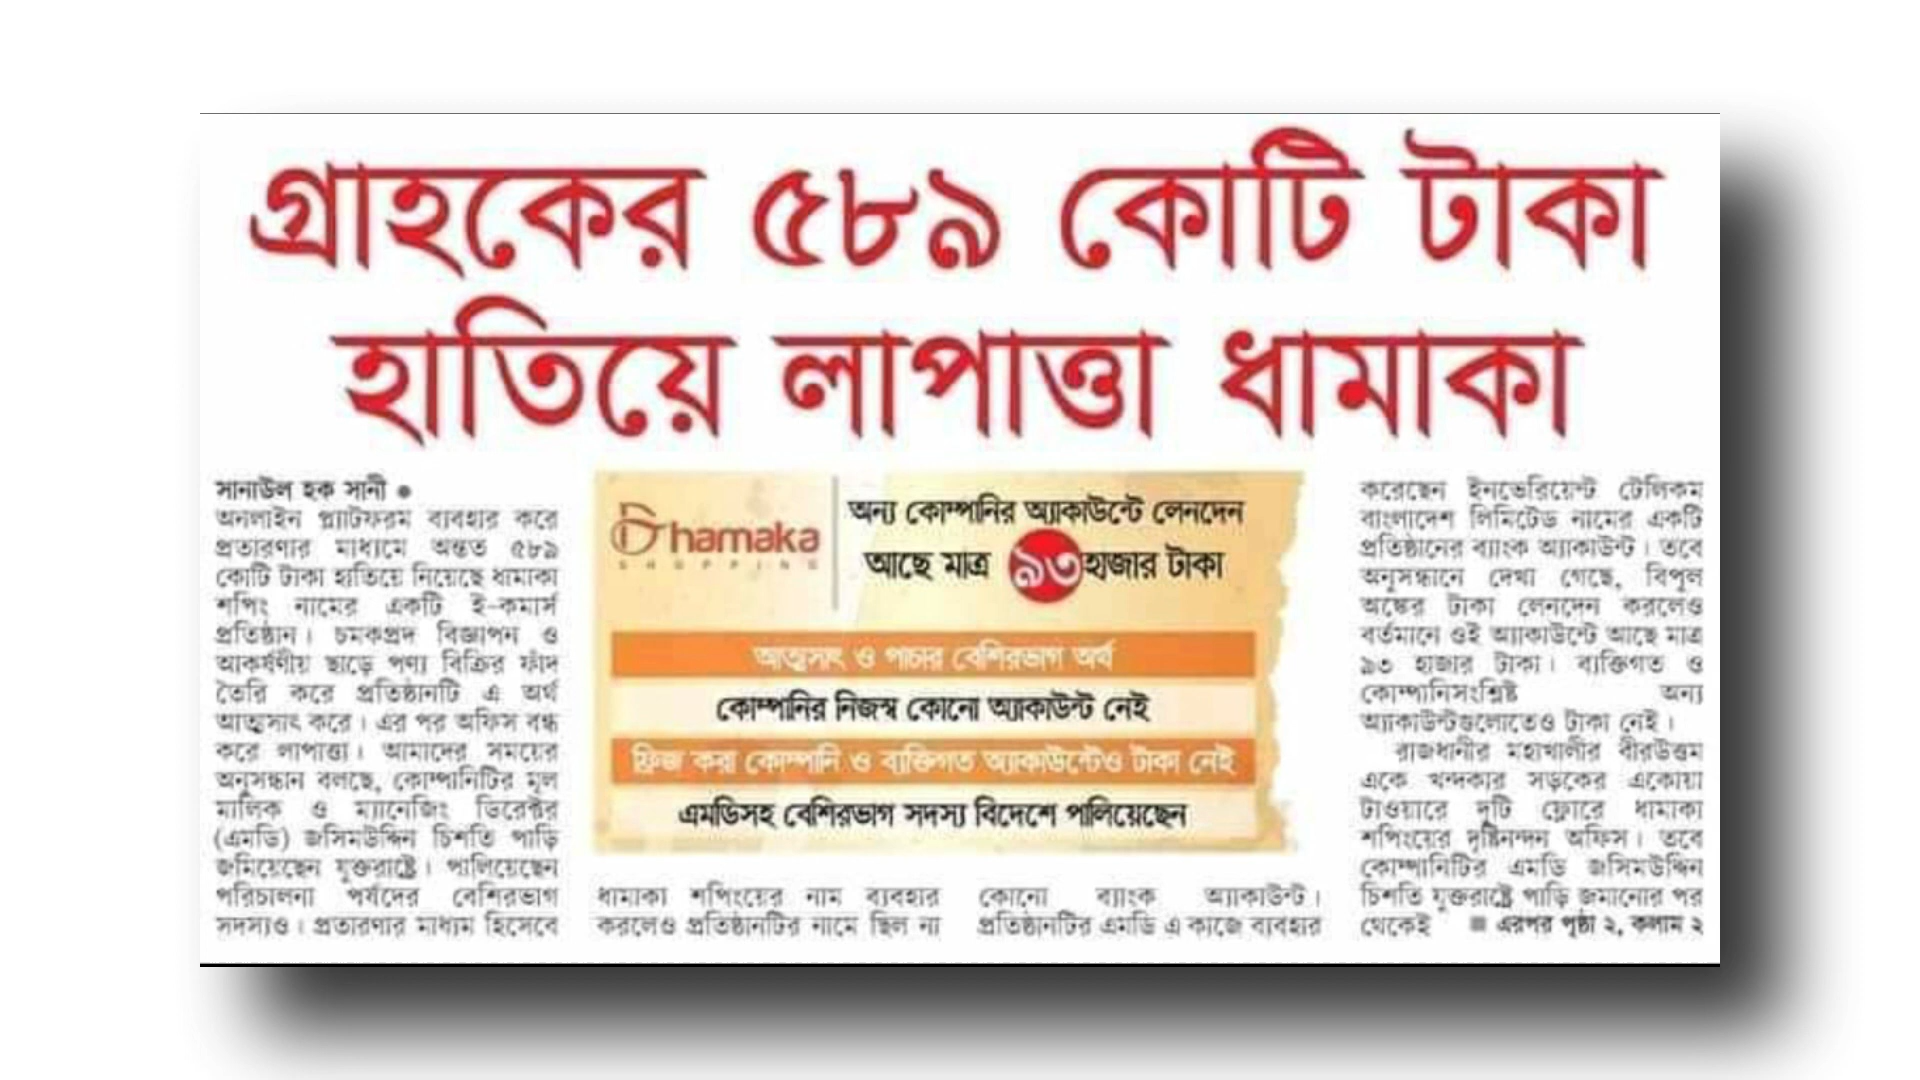 গ্রাহকের ৫৮৯ কোটি টাকা
হাতিয়ে লাপাত্তা ধামাকা
সানাউল হক সানী ●
অনলাইন প্ল্যাটফরম ব্যবহার করে
প্রতারণার মাধ্যমে অন্তত ৫৮৯
কোটি টাকা হাতিয়ে নিয়েছে ধামাকা
শপিং নামের একটি ই-কমার্স
প্রতিষ্ঠান। চমকপ্রদ বিজ্ঞাপন ও
আকর্ষণীয় ছাড়ে পণ্য বিক্রির ফাঁদ
তৈরি করে প্রতিষ্ঠানটি এ অর্থ
আত্মসাৎ করে। এর পর অফিস বন্ধ
করে লাপাত্তা। আমাদের সময়ের
অনুসন্ধান বলছে, কোম্পানিটির মূল
মালিক ও ম্যানেজিং ডিরেক্টর
(এমডি) জসিমউদ্দিন চিশতি পাড়ি
জমিয়েছেন যুক্তরাষ্ট্রে। পালিয়েছেন
পরিচালনা পর্ষদের বেশিরভাগ
সদস্যও। প্রতারণার মাধ্যম হিসেবে
Dhamaka
SHOPPING
অন্য কোম্পানির অ্যাকাউন্টে লেনদেন
আছে মাত্র ৯৩ হাজার টাকা
আত্মসাৎ ও পাচার বেশিরভাগ অর্থ
কোম্পানির নিজস্ব কোনো অ্যাকাউন্ট নেই
ফ্রিজ করা কোম্পানি ও ব্যক্তিগত অ্যাকাউন্টেও টাকা নেই
এমডিসহ বেশিরভাগ সদস্য বিদেশে পালিয়েছেন
ধামাকা শপিংয়ের নাম ব্যবহার
করলেও প্রতিষ্ঠানটির নামে ছিল না
কোনো ব্যাংক অ্যাকাউন্ট।
প্রতিষ্ঠানটির এমডি এ কাজে ব্যবহার
করেছেন ইনভেরিয়েন্ট টেলিকম
বাংলাদেশ লিমিটেড নামের একটি
প্রতিষ্ঠানের ব্যাংক অ্যাকাউন্ট। তবে
অনুসন্ধানে দেখা গেছে, বিপুল
অঙ্কের টাকা লেনদেন করলেও
বর্তমানে ওই অ্যাকাউন্টে আছে মাত্র
৯৩ হাজার টাকা। ব্যক্তিগত ও
কোম্পানিসংশ্লিষ্ট অন্য
অ্যাকাউন্টগুলোতেও টাকা নেই।
রাজধানীর মহাখালীর বীরউত্তম
একে খন্দকার সড়কের একোয়া
টাওয়ারে দুটি ফ্লোরে ধামাকা
শপিংয়ের দৃষ্টিনন্দন অফিস। তবে
কোম্পানিটির এমডি জসিমউদ্দিন
চিশতি যুক্তরাষ্ট্রে পাড়ি জমানোর পর
থেকেই ■ এরপর পৃষ্ঠা ২, কলাম ২